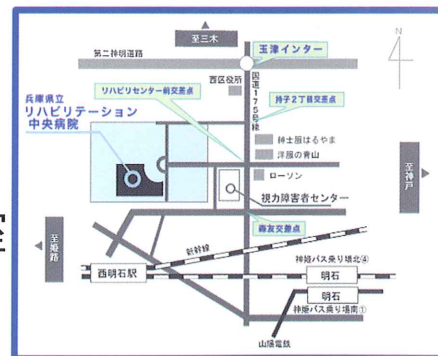 至三木
N
第二神明道路
玉津インター
西区役所
国道175号線
リハビリセンター前交差点
持子2丁目交差点
兵庫県立
リハビリテーション
中央病院
紳士服はるやま
洋服の青山
ローソン
至神戸
視力障害者センター
森友交差点
至姫路
新幹線
神姫バス乗り場北④
西明石駅
明石
明石
神姫バス乗り場南①
山陽電鉄